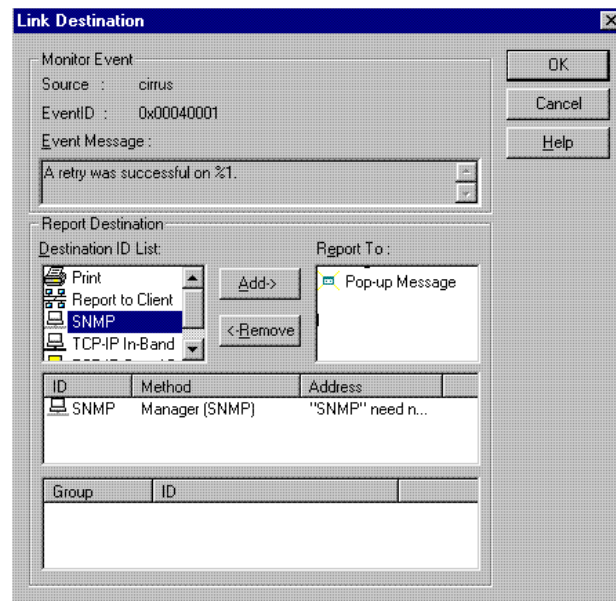 Link Destination
Monitor Event
OK
Source : cirrus
Cancel
EventID : 0x00040001
Event Message :
Help
A retry was successful on %1.
Report Destination
Destination ID List:
Report To :
Print
Add->
Pop-up Message
Report to Client
SNMP
<-Remove
TCP-IP In-Band
ID Method Address
SNMP Manager (SNMP) "SNMP" need n...
Group ID